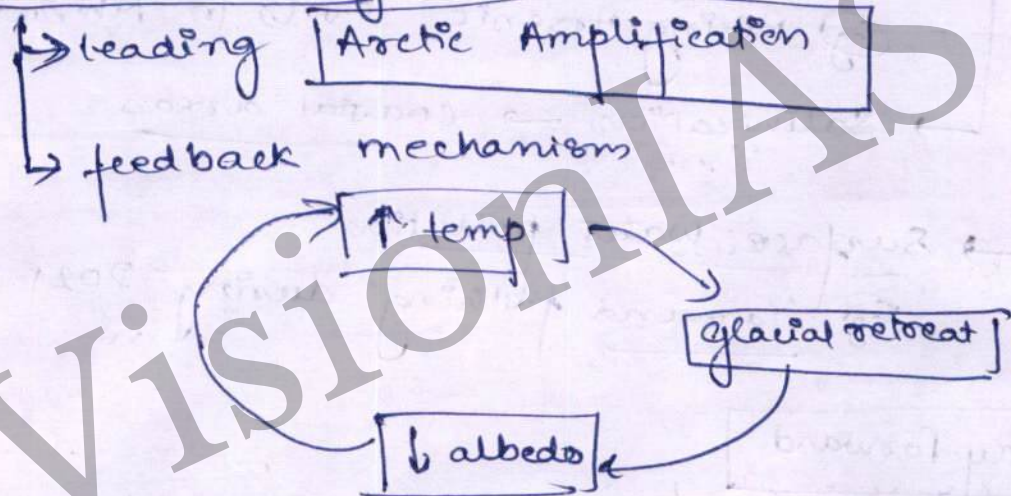 ↳ leading Arctic Amplification
↳ feedback mechanism
↑ temp
glacial retreat
↓ albedo
VisionIAS